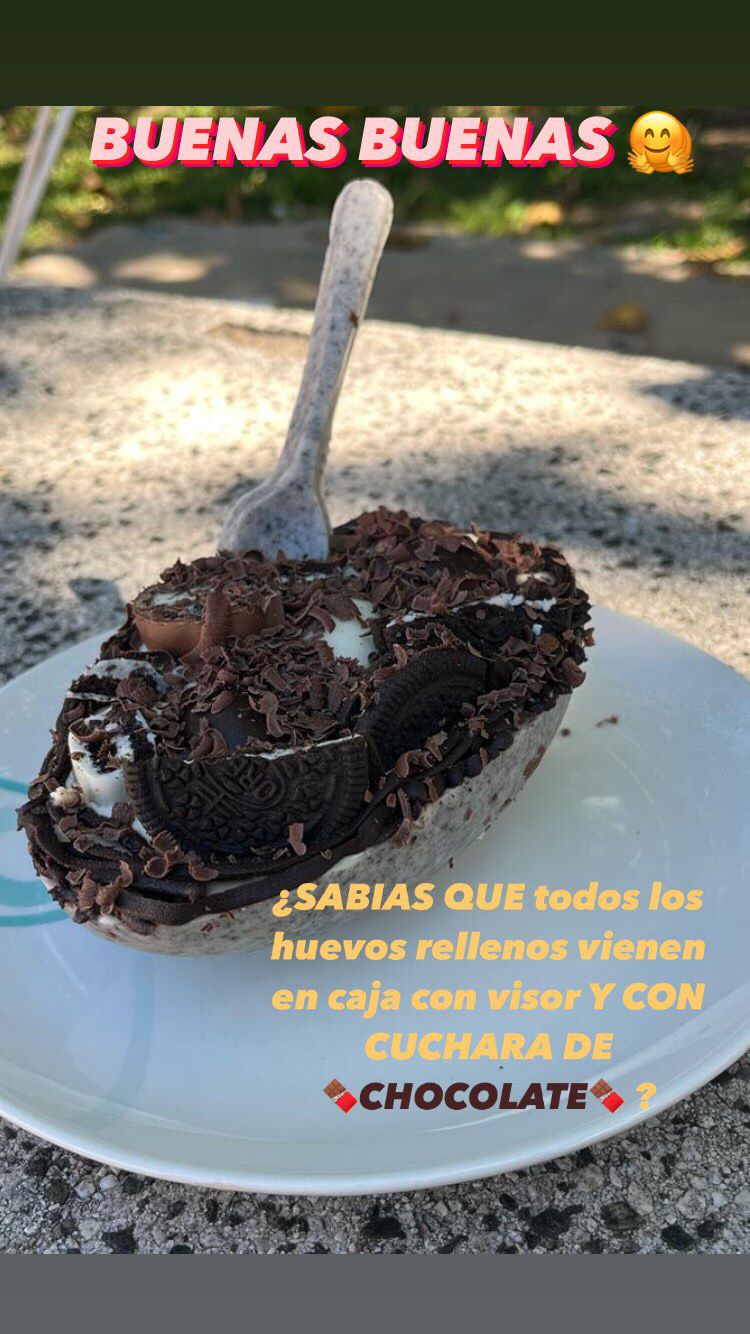 BUENAS BUENAS 🤗
¿SABIAS QUE todos los
huevos rellenos vienen
en caja con visor Y CON
CUCHARA DE
🍫CHOCOLATE🍫 ?